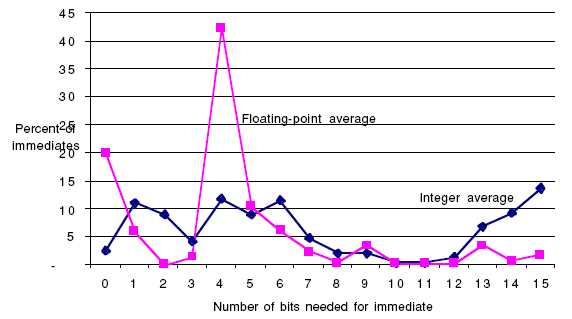 45
40
35
30
25
20
15
10
5
-
Percent of
immediates
Floating-point average
Integer average
0 1 2 3 4 5 6 7 8 9 10 11 12 13 14 15
Number of bits needed for immediate